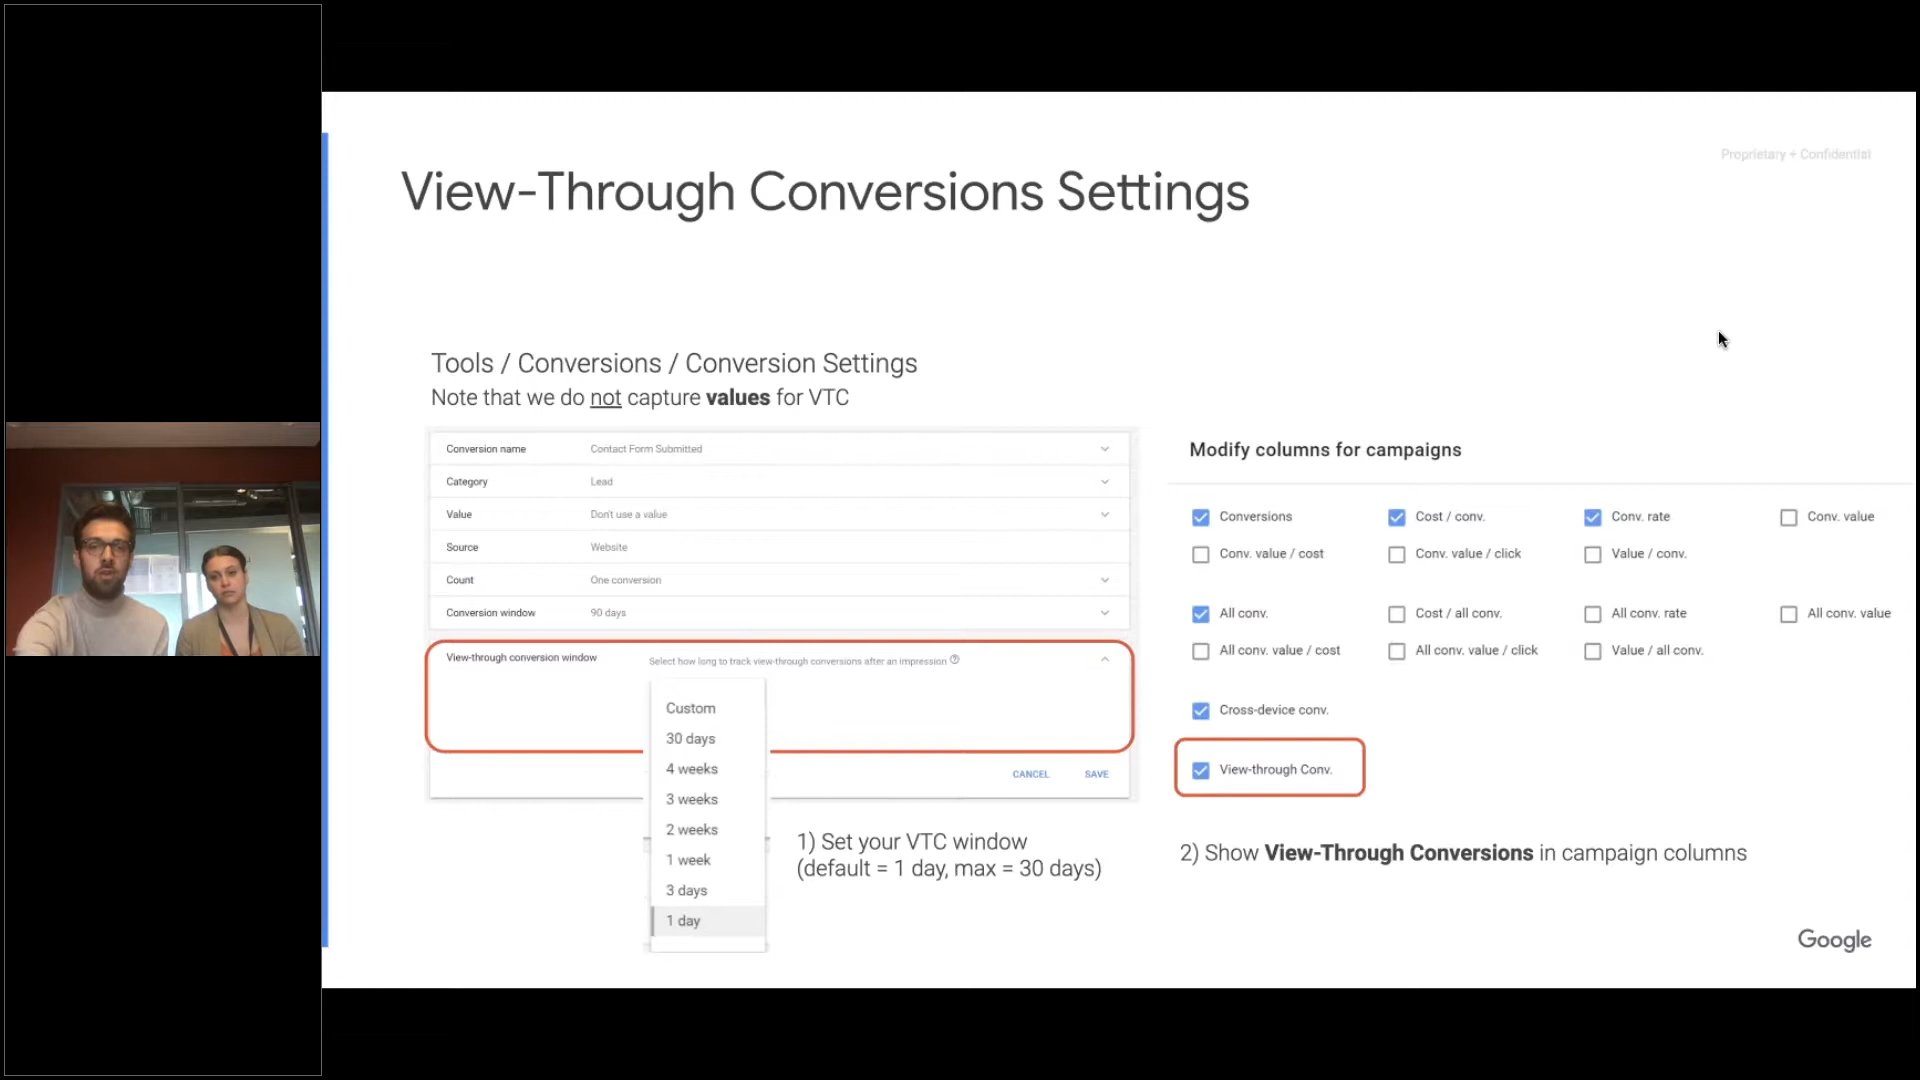 Proprietary + Confidential
View-Through Conversions Settings
Tools / Conversions / Conversion Settings
Note that we do not capture values for VTC
Conversion name Contact Form Submitted
Category Lead
Value Don't use a value
Source Website
Count One conversion
Conversion window 90 days
View-through conversion window Select how long to track view-through conversions after an impression
Custom
30 days
4 weeks
3 weeks
2 weeks
1 week
3 days
1 day
CANCEL SAVE
1) Set your VTC window
(default = 1 day, max = 30 days)
Modify columns for campaigns
Conversions Cost / conv. Conv. rate Conv. value
Conv. value / cost Conv. value / click Value / conv.
All conv. Cost / all conv. All conv. rate All conv. value
All conv. value / cost All conv. value / click Value / all conv.
Cross-device conv.
View-through Conv.
2) Show View-Through Conversions in campaign columns
Google